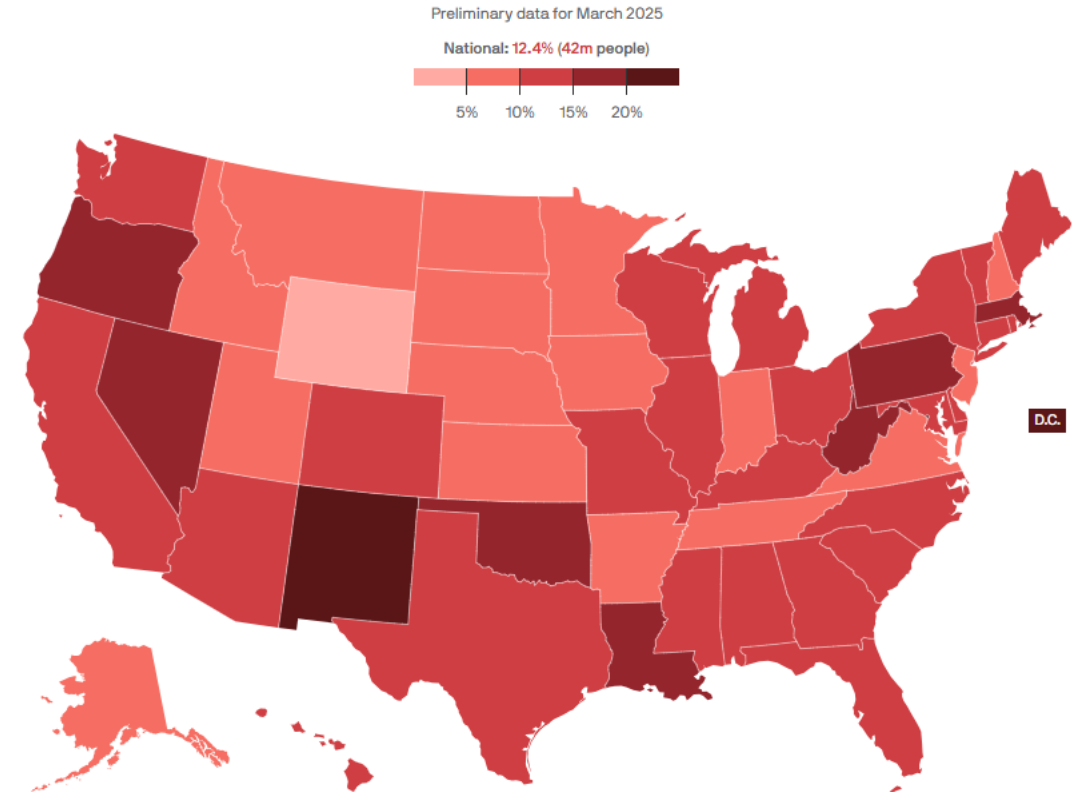 Preliminary data for March 2025
National: 12.4% (42m people)
5% 10% 15% 20%
D.C.